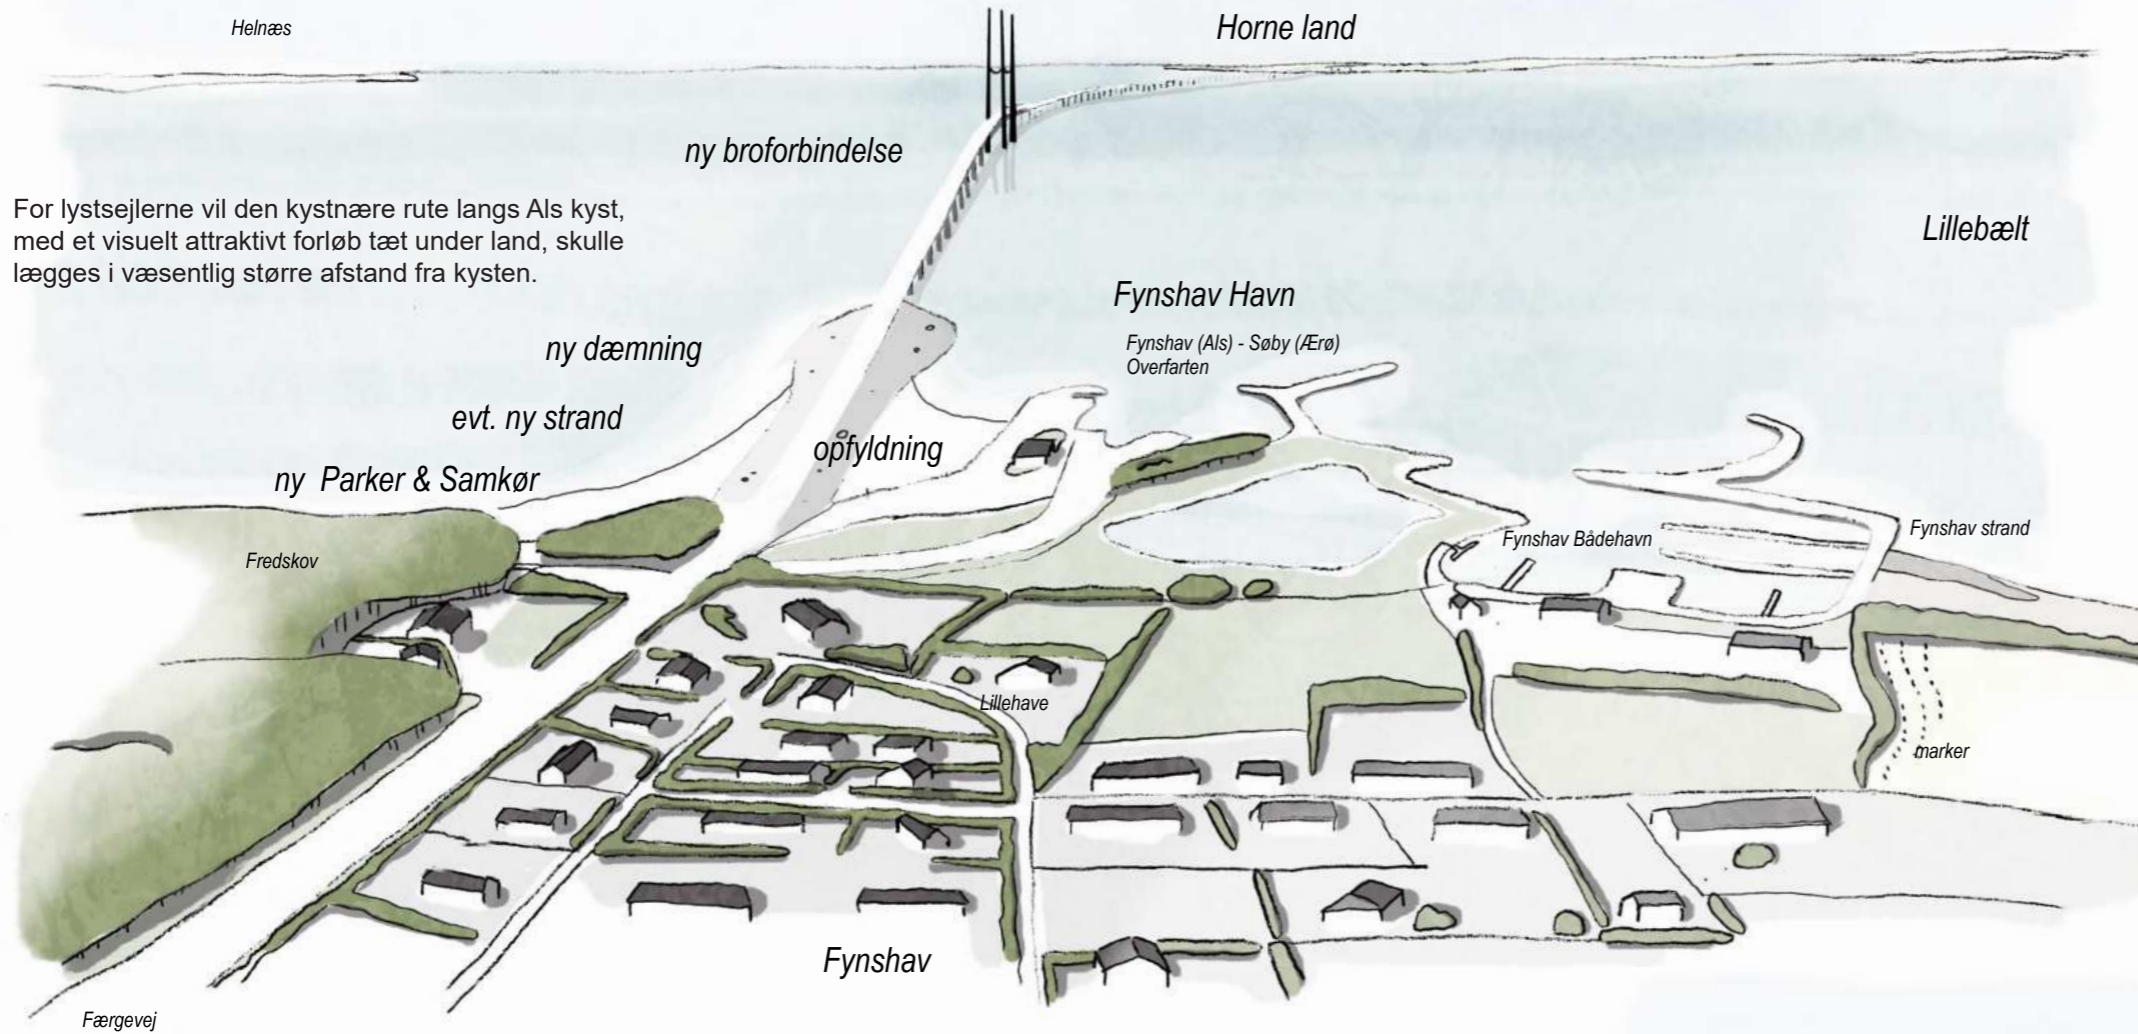 Helnæs
Horne land
ny broforbindelse
For lystsejlerne vil den kystnære rute langs Als kyst,
med et visuelt attraktivt forløb tæt under land, skulle
lægges i væsentlig større afstand fra kysten.
Lillebælt
Fynshav Havn
Fynshav (Als) - Søby (Ærø)
Overfarten
ny dæmning
evt. ny strand
opfyldning
ny Parker & Samkør
Fredskov
Fynshav Bådehavn
Fynshav strand
Lillehave
marker
Fynshav
Færgevej